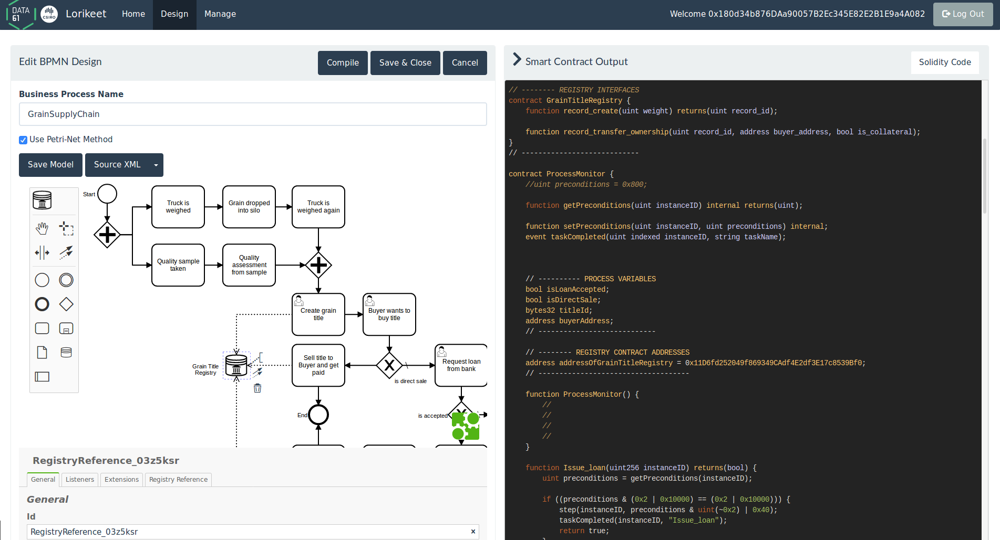 DATA
61
CSIRO
Lorikeet
Home
Design
Manage
Welcome 0x180d34b876DAa90057B2Ec345E82E2B1E9a4A082
Log Out
Edit BPMN Design
Compile
Save & Close
Cancel
Business Process Name
GrainSupplyChain
Use Petri-Net Method
Save Model
Source XML
Start
Truck is
weighed
Grain dropped
into silo
Truck is
weighed again
Quality sample
taken
Quality
assessment
from sample
Create grain
title
Buyer wants to
buy title
Grain Title
Registry
Sell title to
Buyer and get
paid
Request loan
from bank
is direct sale
End
is accepted
RegistryReference_03z5ksr
General
Listeners
Extensions
Registry Reference
General
Id
RegistryReference_03z5ksr
×
Smart Contract Output
Solidity Code
// -------- REGISTRY INTERFACES
contract GrainTitleRegistry {
    function record_create(uint weight) returns(uint record_id);
    function record_transfer_ownership(uint record_id, address buyer_address, bool is_collateral);
}
// ----------------------------
contract ProcessMonitor {
    //uint preconditions = 0x800;
    function getPreconditions(uint instanceID) internal returns(uint);
    function setPreconditions(uint instanceID, uint preconditions) internal;
    event taskCompleted(uint indexed instanceID, string taskName);
    // ---------- PROCESS VARIABLES
    bool isLoanAccepted;
    bool isDirectSale;
    bytes32 titleId;
    address buyerAddress;
    // ----------------------------
    // -------- REGISTRY CONTRACT ADDRESSES
    address addressOfGrainTitleRegistry = 0x11D6fd252049f869349CAdf4E2df3E17c8539Bf0;
    // ------------------------------------
    function ProcessMonitor() {
        //
        //
        //
        //
    }
    function Issue_loan(uint256 instanceID) returns(bool) {
        uint preconditions = getPreconditions(instanceID);
        if ((preconditions & (0x2 | 0x10000) == (0x2 | 0x10000))) {
            step(instanceID, preconditions & uint(~0x2) | 0x40);
            taskCompleted(instanceID, "Issue_loan");
            return true;